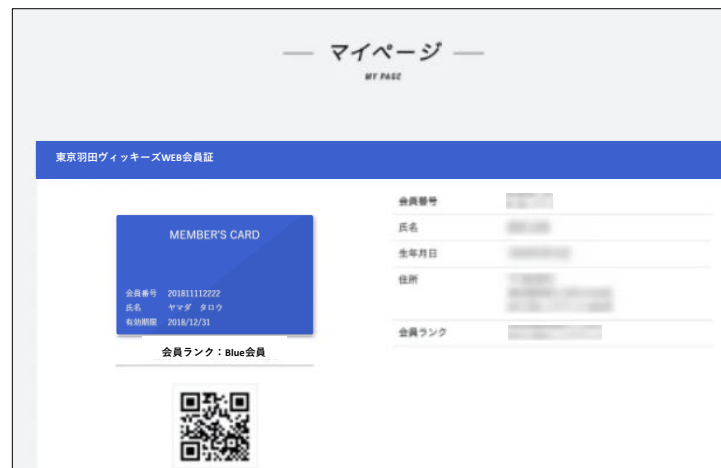 マイページ
MY PAGE
東京羽田ヴィッキーズWEB会員証
MEMBER'S CARD
会員番号 201811112222
氏名 ヤマダ タロウ
有効期限 2018/12/31
会員ランク：Blue会員
会員番号
氏名
生年月日
住所
会員ランク